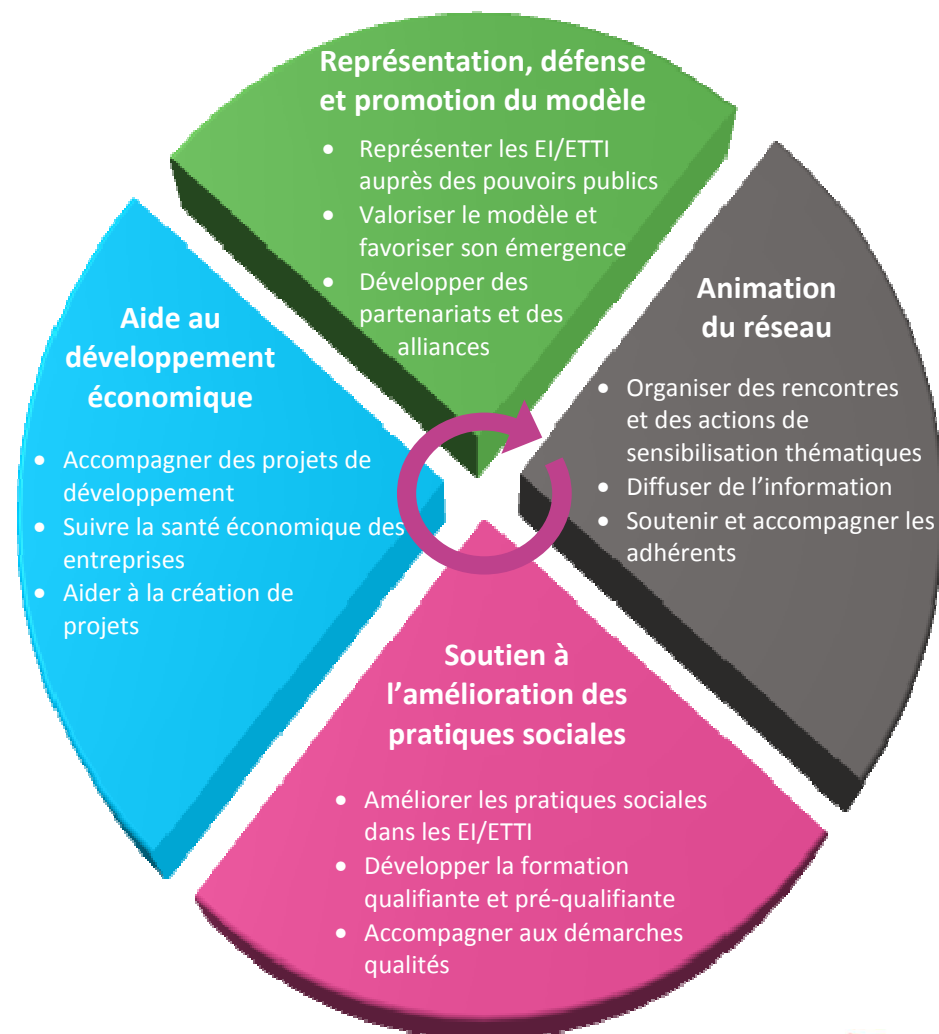 Représentation, défense
et promotion du modèle
• Représenter les EI/ETTI
auprès des pouvoirs publics
• Valoriser le modèle et
favoriser son émergence
• Développer des
partenariats et des
alliances
Animation
du réseau
• Organiser des rencontres
et des actions de
sensibilisation thématiques
• Diffuser de l’information
• Soutenir et accompagner les
adhérents
Soutien à
l’amélioration des
pratiques sociales
• Améliorer les pratiques sociales
dans les EI/ETTI
• Développer la formation
qualifiante et pré-qualifiante
• Accompagner aux démarches
qualités
Aide au
développement
économique
• Accompagner des projets de
développement
• Suivre la santé économique des
entreprises
• Aider à la création de
projets